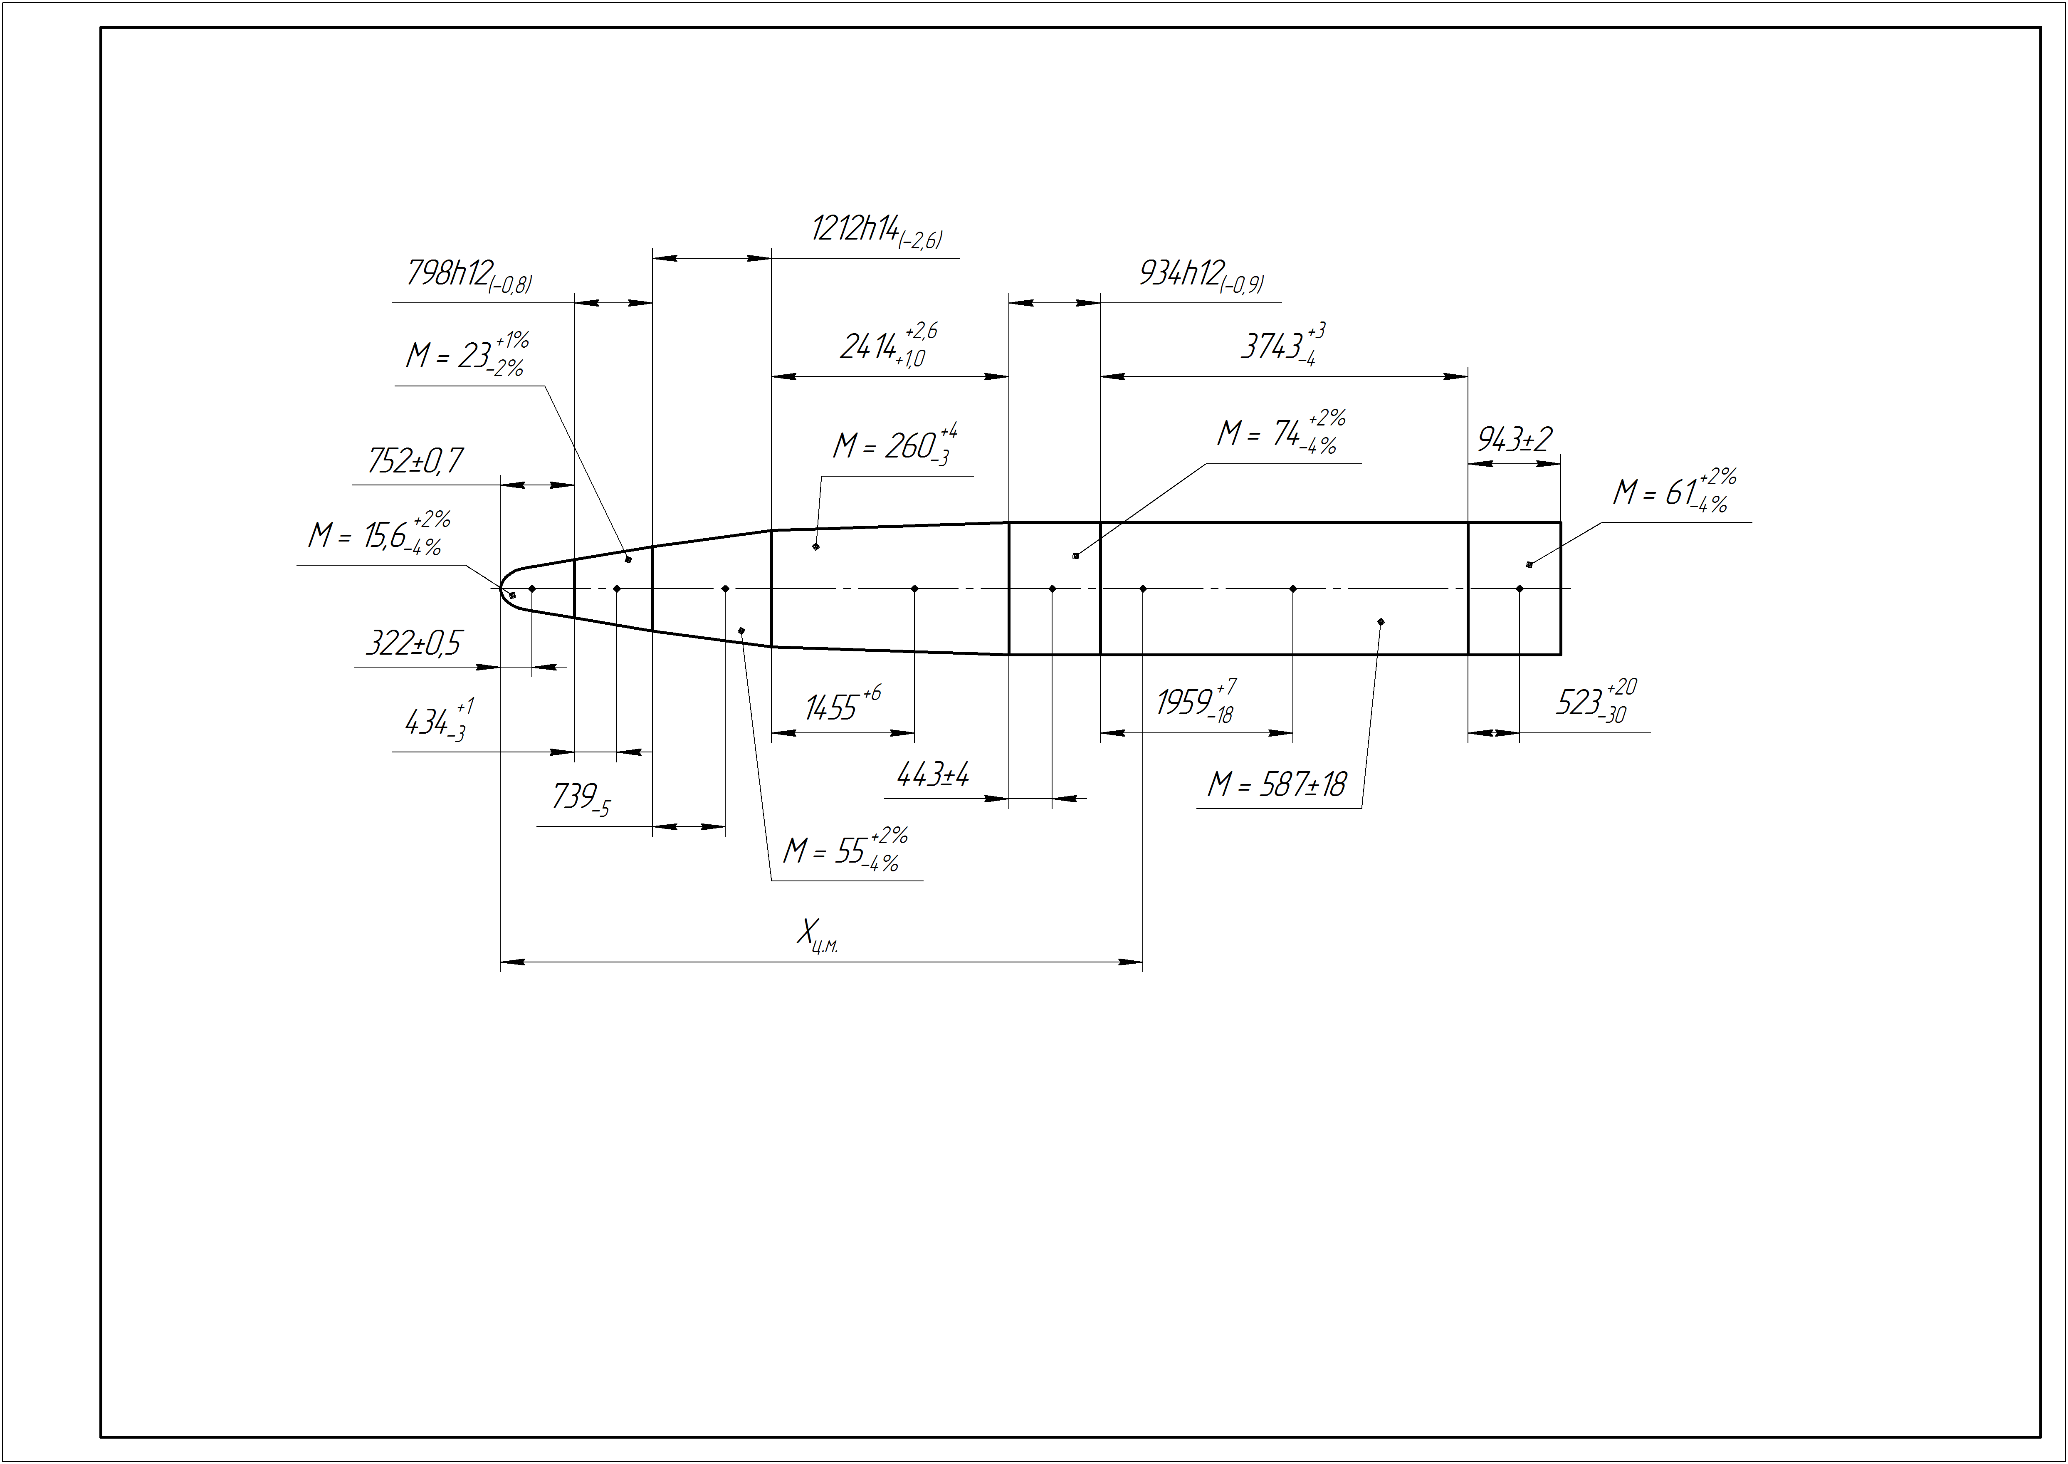 1212h14(-2,6)
798h12(-0,8)
934h12(-0,9)
M = 23 +1% -2%
2414 +2,6 +1,0
3743 +3 -4
752±0,7
M = 260 +4 -3
M = 74 +2% -4%
943±2
M = 15,6 +2% -4%
M = 61 +2% -4%
322±0,5
434 +1 -3
1455 +6
1959 +7 -18
523 +20 -30
739 -5
443±4
M = 587±18
M = 55 +2% -4%
Xц.м.